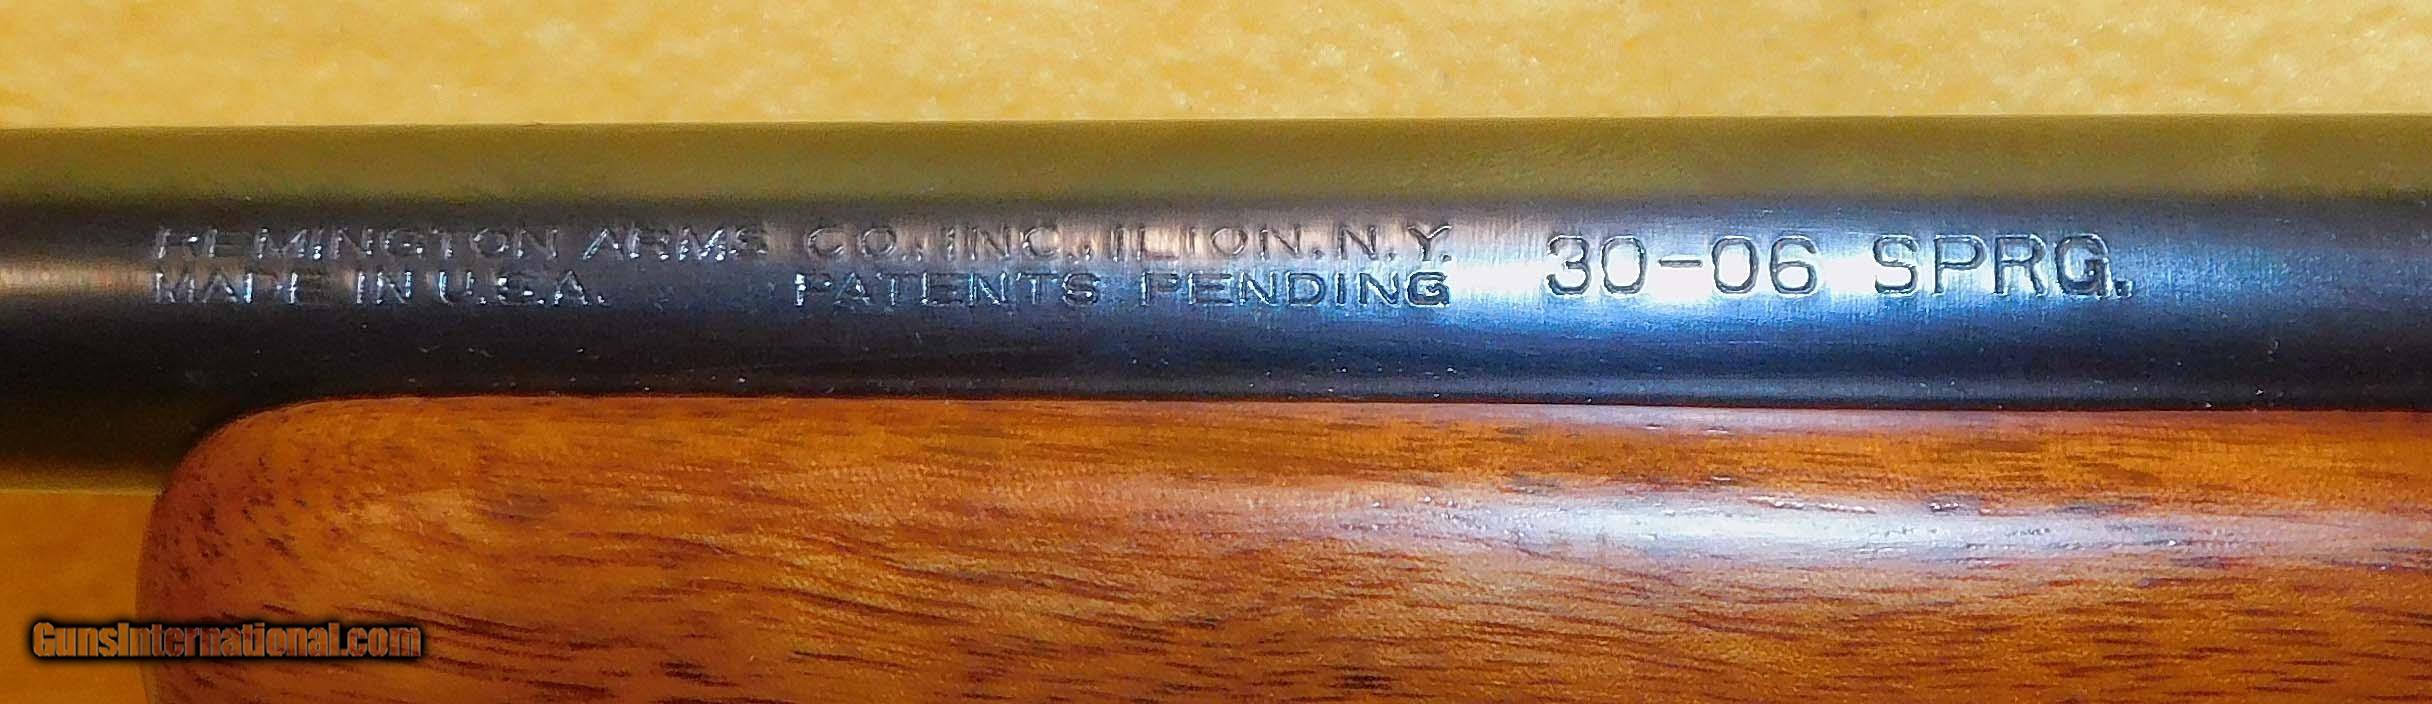 REMINGTON ARMS CO., INC., ILION, N.Y. 30-06 SPRG.
MADE IN U.S.A. PATENTS PENDING
GunsInternational.com